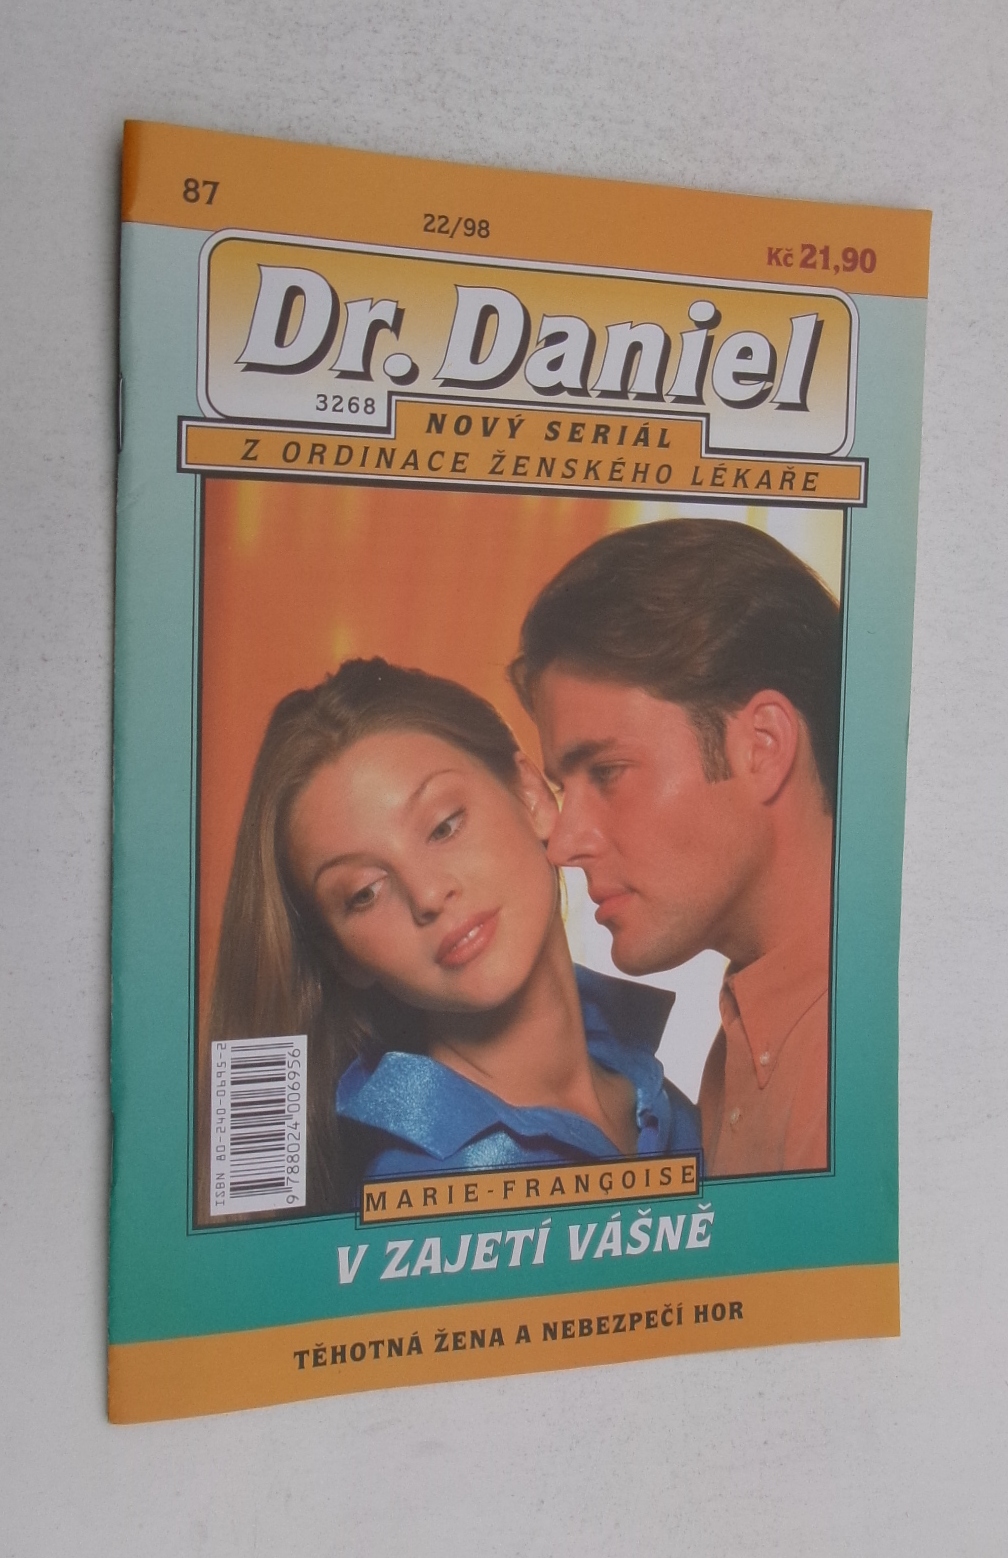 87
22/98
Kč 21,90
Dr. Daniel
3268
NOVÝ SERIÁL
Z ORDINACE ŽENSKÉHO LÉKAŘE
ISBN 80-240-0695-2
9 788024 006956
MARIE-FRANÇOISE
V ZAJETÍ VÁŠNĚ
TĚHOTNÁ ŽENA A NEBEZPEČÍ HOR